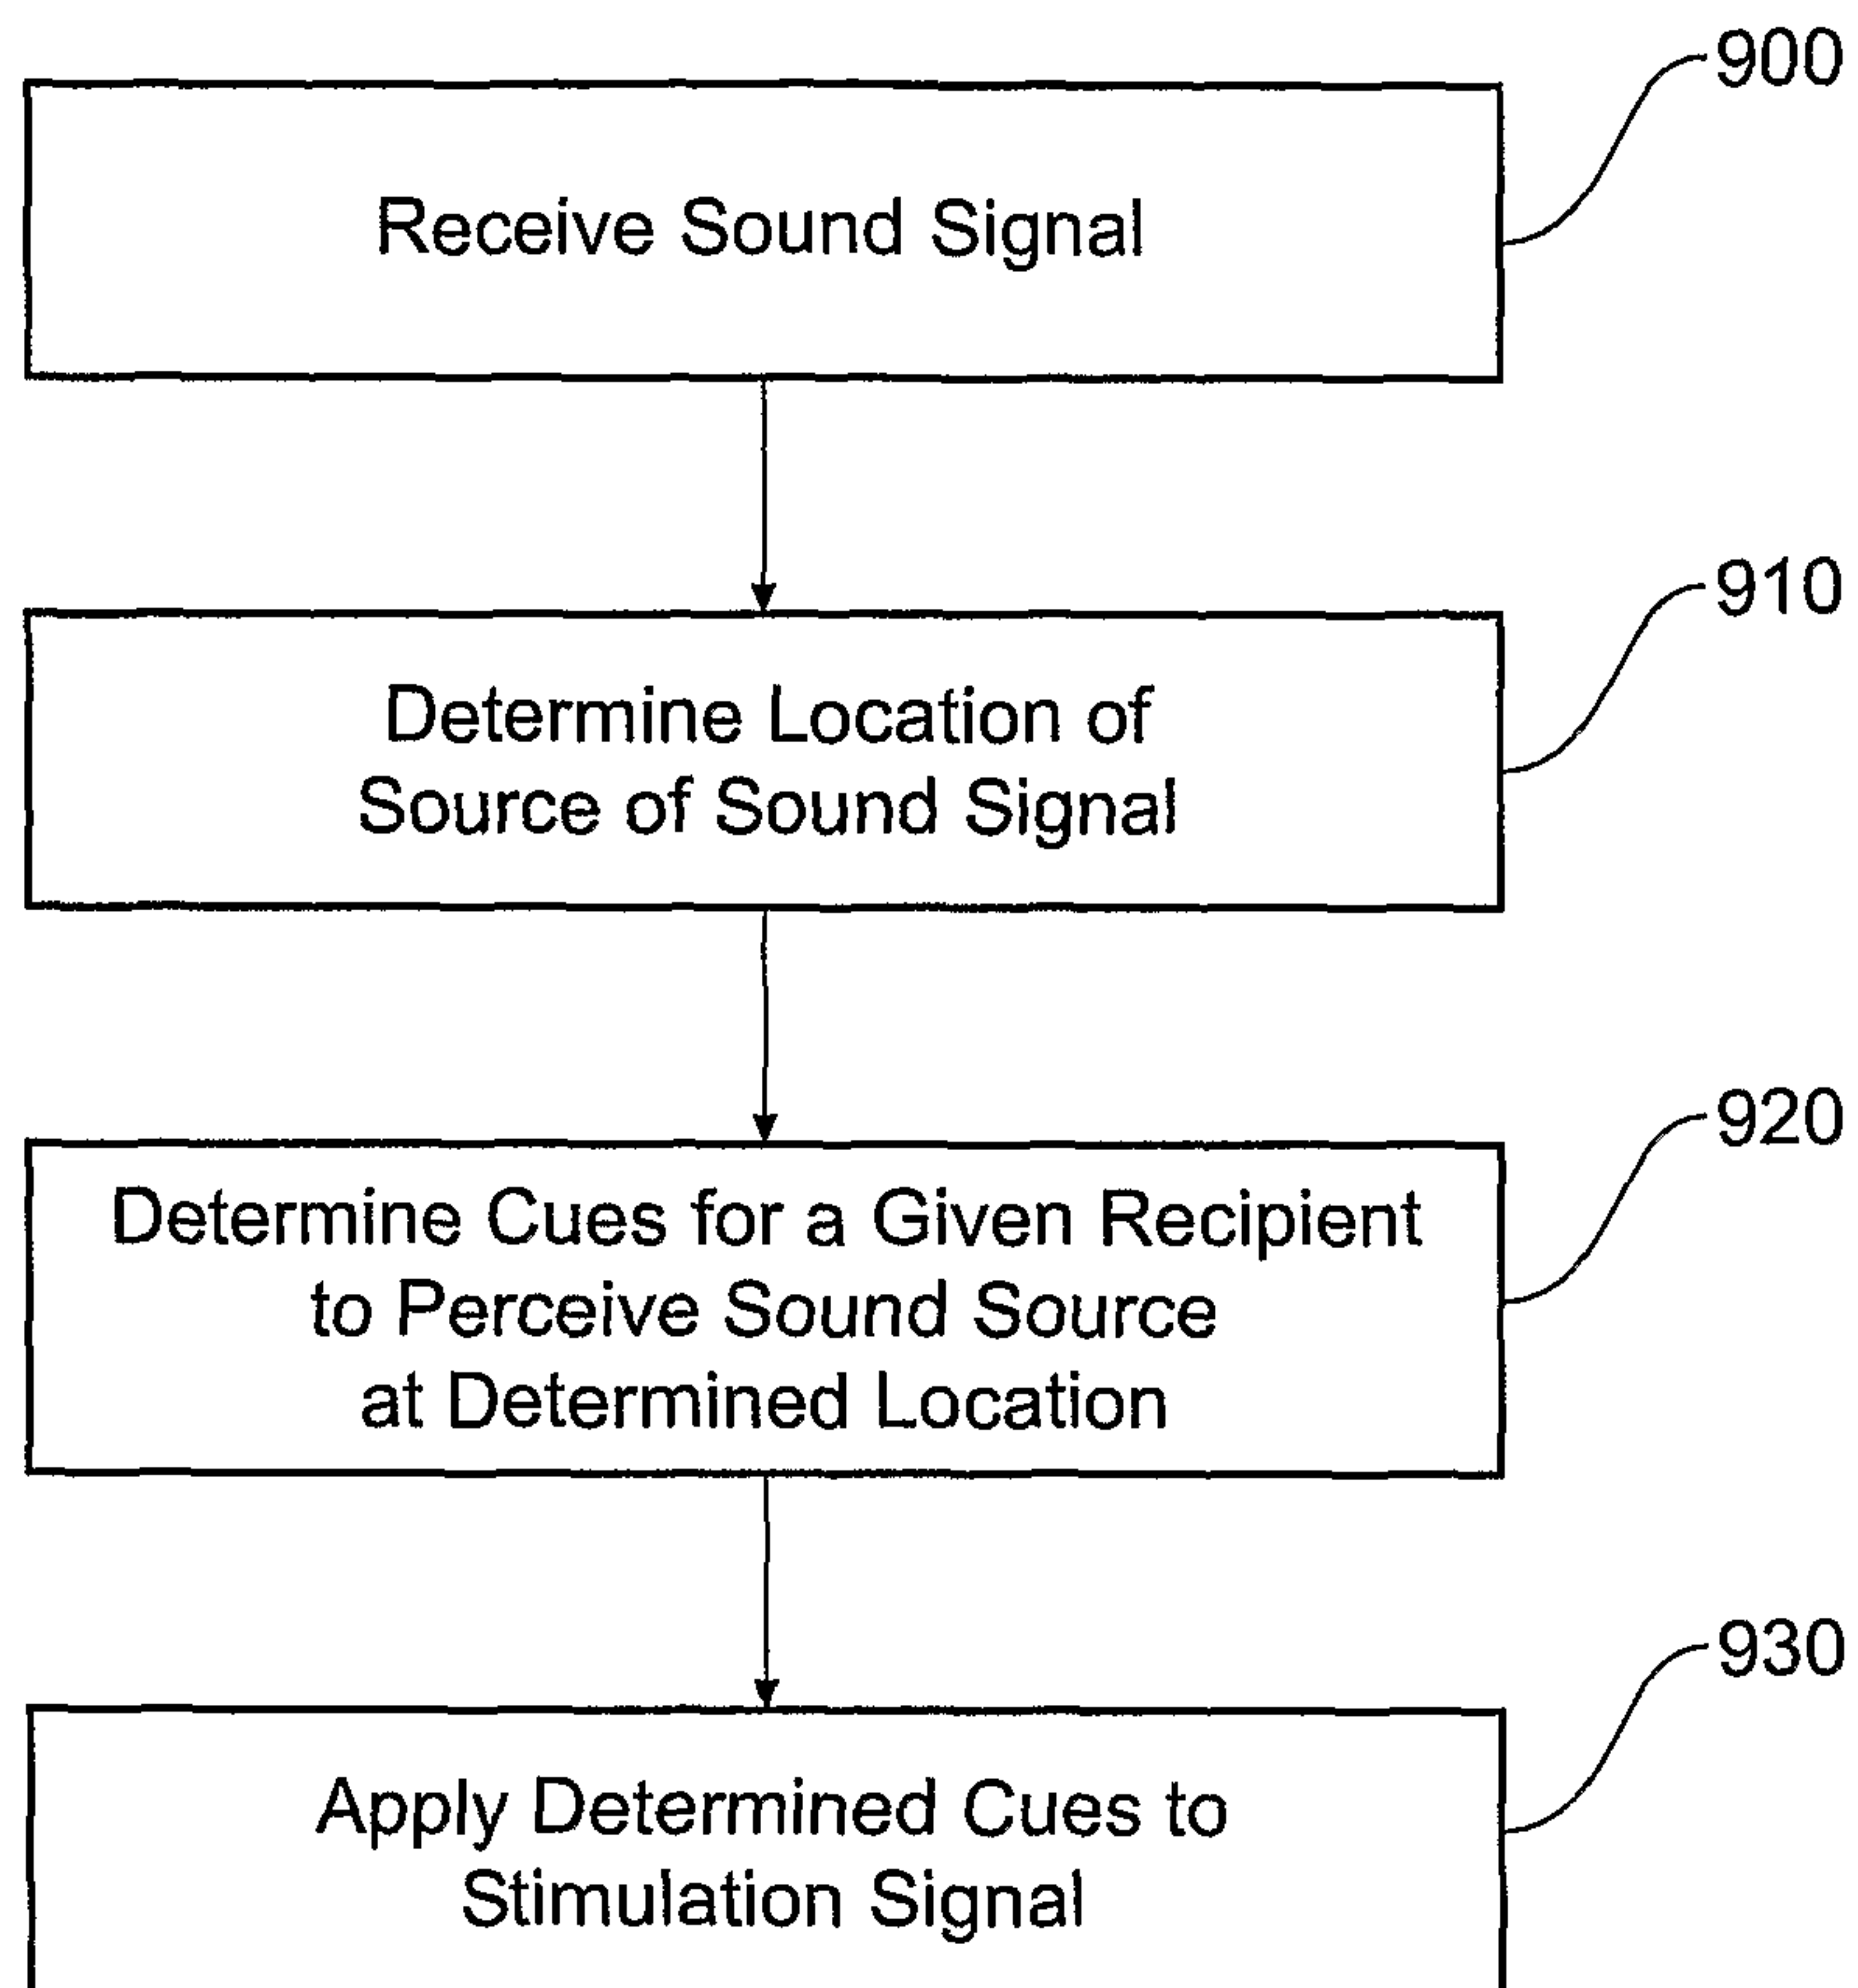 900
Receive Sound Signal
910
Determine Location of
Source of Sound Signal
920
Determine Cues for a Given Recipient
to Perceive Sound Source
at Determined Location
930
Apply Determined Cues to
Stimulation Signal